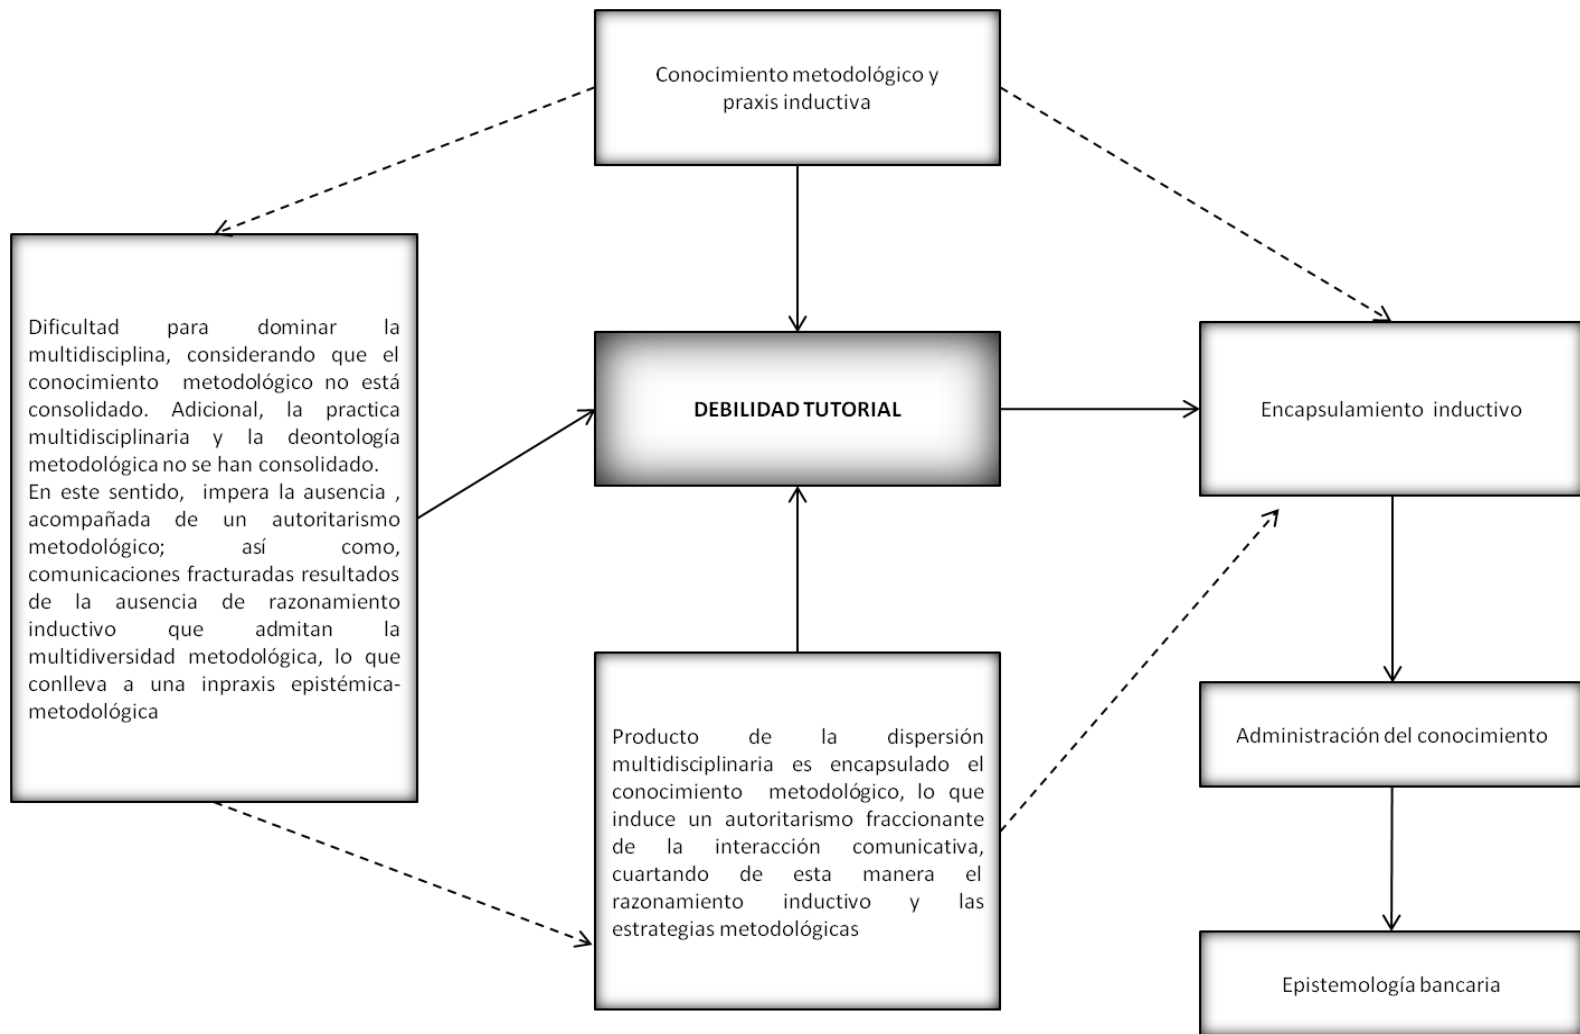 Conocimiento metodológico y
praxis inductiva
Dificultad para dominar la
multidisciplina, considerando que el
conocimiento metodológico no está
consolidado. Adicional, la practica
multidisciplinaria y la deontología
metodológica no se han consolidado.
En este sentido, impera la ausencia ,
acompañada de un autoritarismo
metodológico; así como,
comunicaciones fracturadas resultados
de la ausencia de razonamiento
inductivo que admitan la
multidiversidad metodológica, lo que
conlleva a una inpraxis epistémica-
metodológica
DEBILIDAD TUTORIAL
Encapsulamiento inductivo
Producto de la dispersión
multidisciplinaria es encapsulado el
conocimiento metodológico, lo que
induce un autoritarismo fraccionante
de la interacción comunicativa,
cuartando de esta manera el
razonamiento inductivo y las
estrategias metodológicas
Administración del conocimiento
Epistemología bancaria